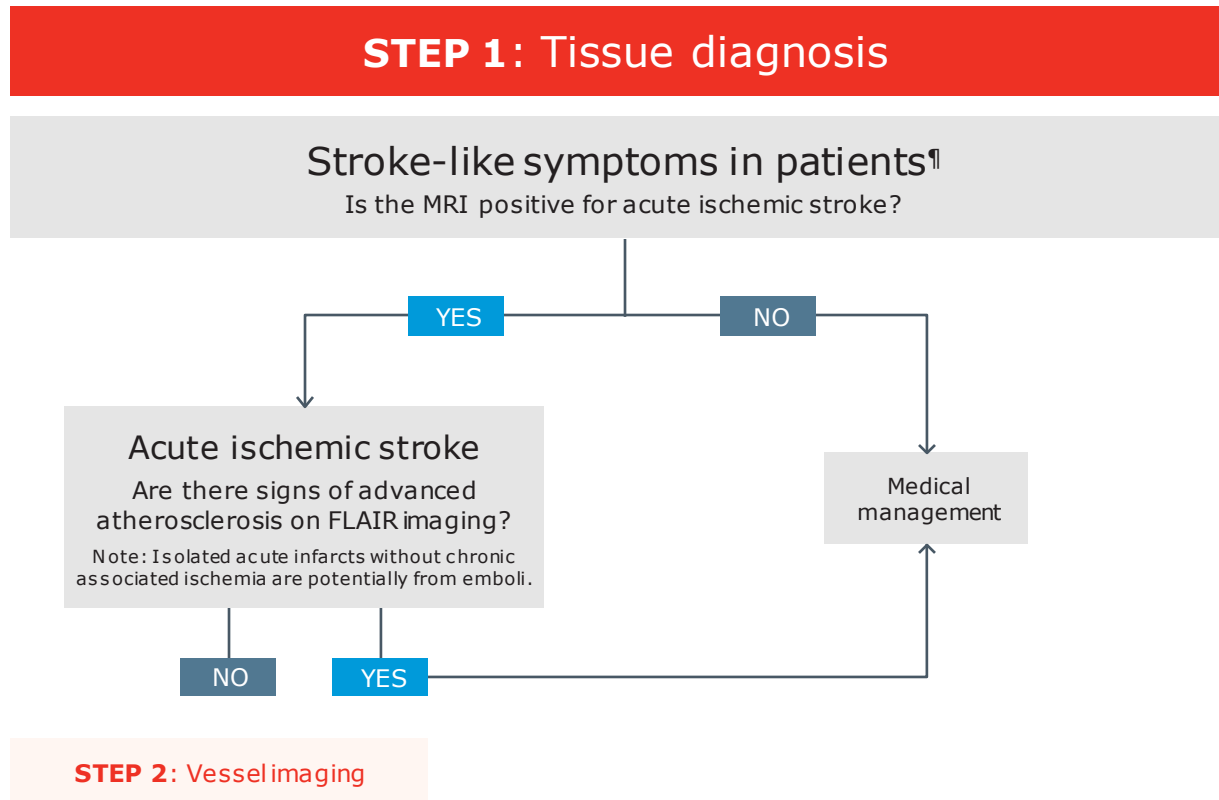 STEP 1: Tissue diagnosis
Stroke-like symptoms in patients¶
Is the MRI positive for acute ischemic stroke?
YES
NO
Acute ischemic stroke
Are there signs of advanced
atherosclerosis on FLAIR imaging?
Note: Isolated acute infarcts without chronic
associated ischemia are potentially from emboli.
Medical
management
NO
YES
STEP 2: Vessel imaging